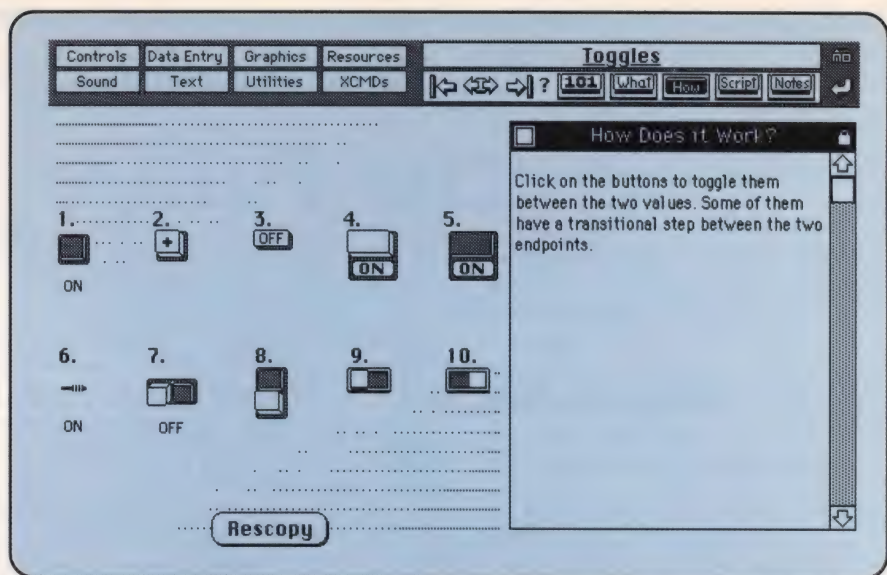 Controls Data Entry Graphics Resources
Sound Text Utilities XCMDs
Toggles
? 101 What How Script Notes
How Does it Work?
Click on the buttons to toggle them
between the two values. Some of them
have a transitional step between the two
endpoints.
1. 2. 3. 4. 5.
+ OFF
ON ON
ON
6. 7. 8. 9. 10.
ON OFF
Rescopy